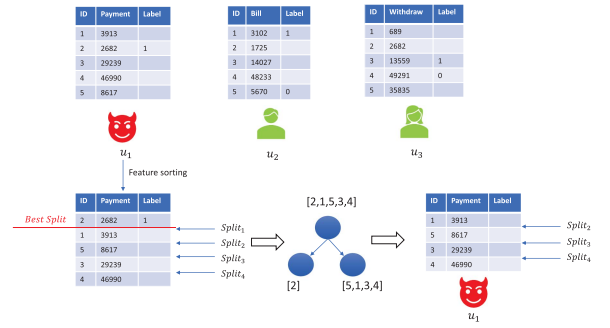 ID Payment Label
1 3913
2 2682 1
3 29239
4 46990
5 8617
u₁
ID Bill Label
1 3102 1
2 1725
3 14027
4 48233
5 5670 0
u₂
ID Withdraw Label
1 689
2 2682
3 13559 1
4 49291 0
5 35835
u₃
Feature sorting
Best Split
ID Payment Label
2 2682 1
1 3913
5 8617
3 29239
4 46990
Split₁
Split₂
Split₃
Split₄
[2,1,5,3,4]
[2]
[5,1,3,4]
ID Payment Label
1 3913
5 8617
3 29239
4 46990
Split₂
Split₃
Split₄
u₁